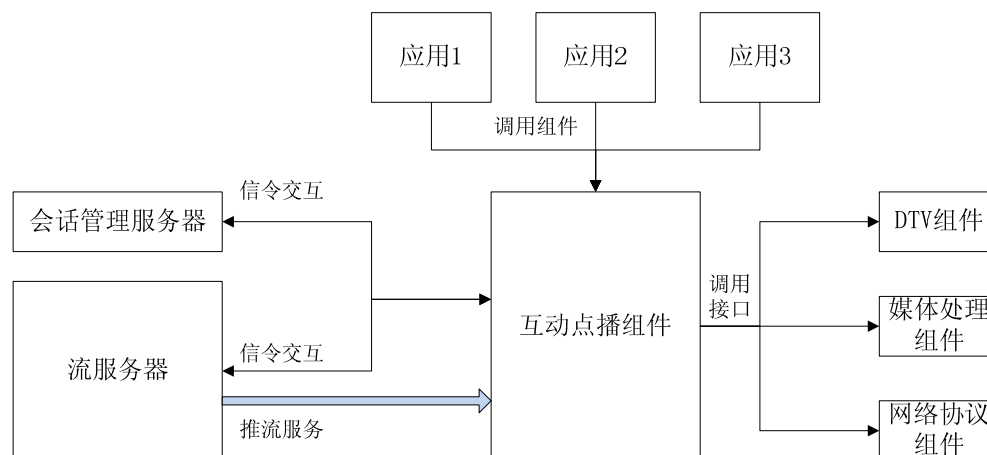 应用1
应用2
应用3
调用组件
信令交互
会话管理服务器
DTV组件
调用
接口
媒体处理
组件
互动点播组件
信令交互
流服务器
推流服务
网络协议
组件